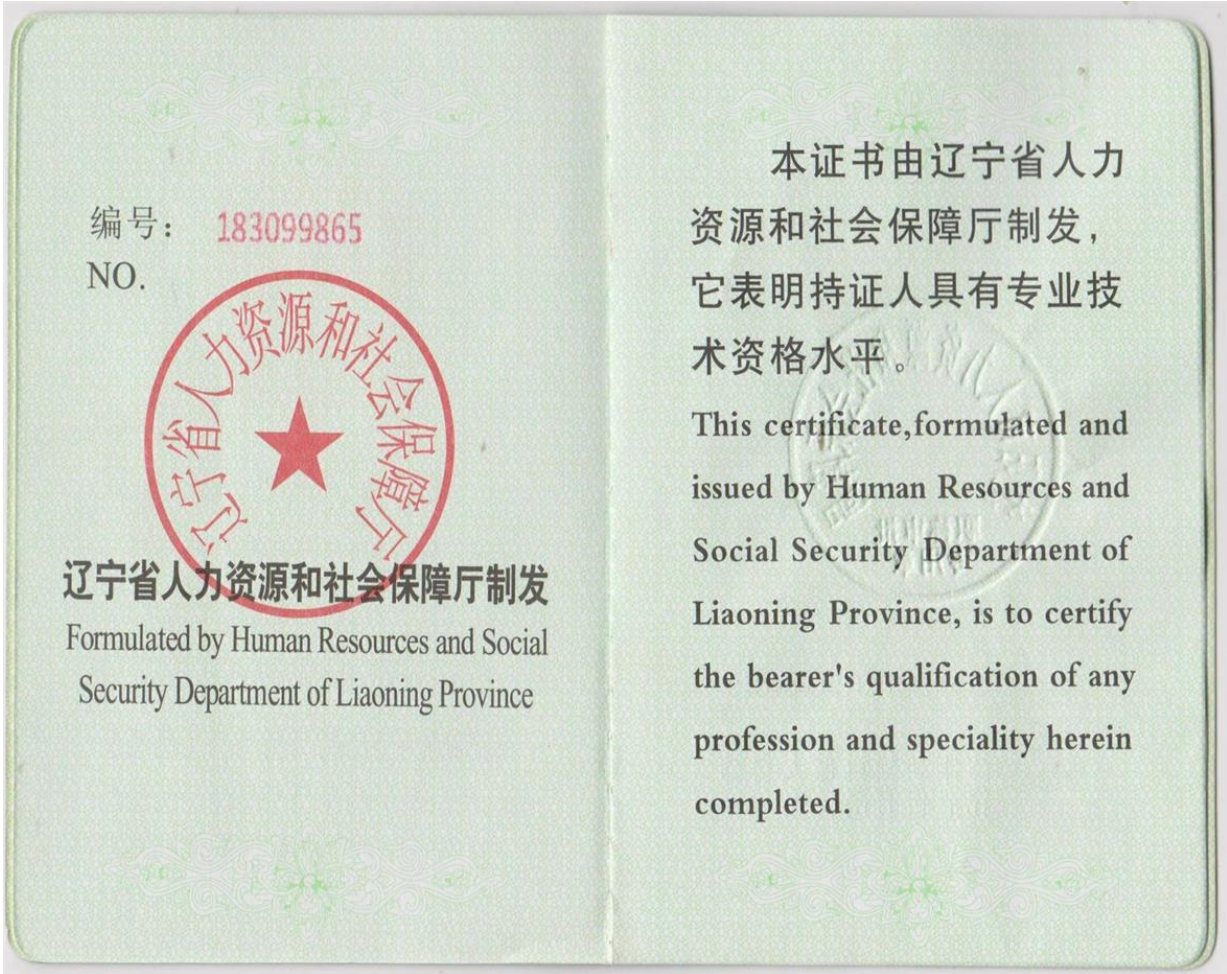 编号： 183099865
NO.
辽宁省人力资源和社会保障厅
辽宁省人力资源和社会保障厅制发
Formulated by Human Resources and Social
Security Department of Liaoning Province
本证书由辽宁省人力
资源和社会保障厅制发，
它表明持证人具有专业技
术资格水平。
This certificate,formulated and
issued by Human Resources and
Social Security Department of
Liaoning Province, is to certify
the bearer's qualification of any
profession and speciality herein
completed.